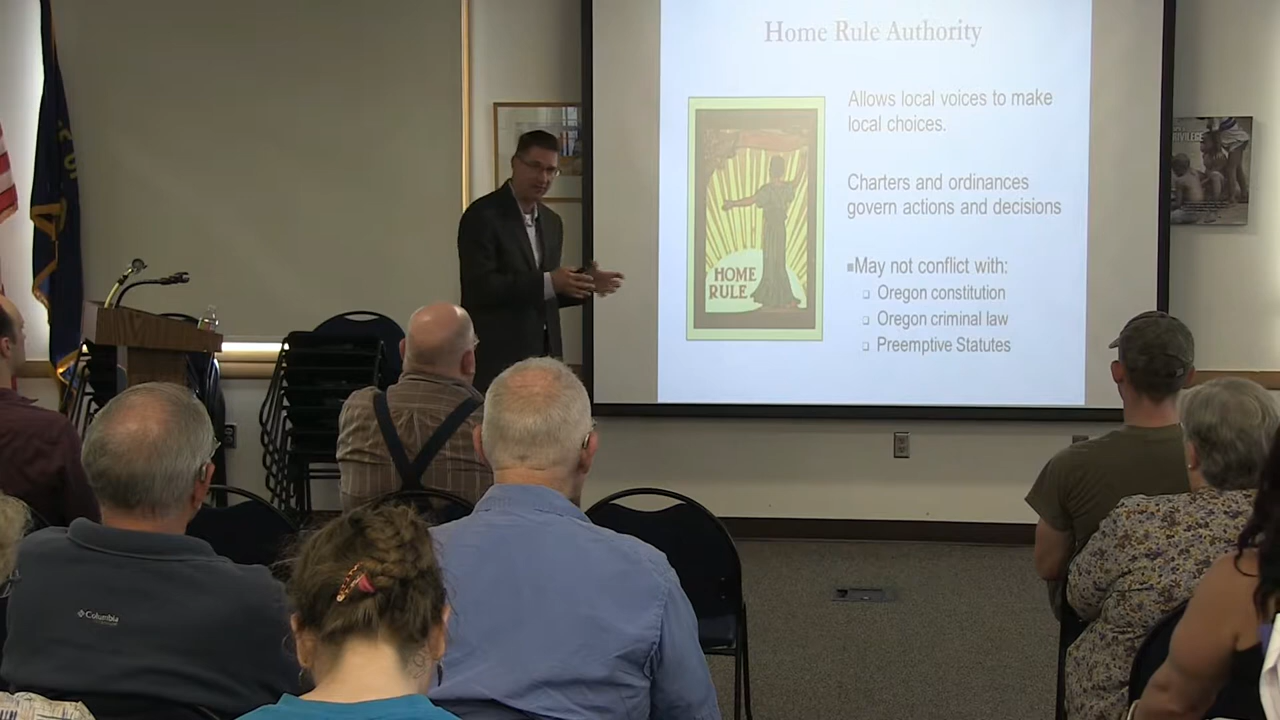 Home Rule Authority
Allows local voices to make
local choices.
Charters and ordinances
govern actions and decisions
May not conflict with:
Oregon constitution
Oregon criminal law
Preemptive Statutes
HOME
RULE
Columbia